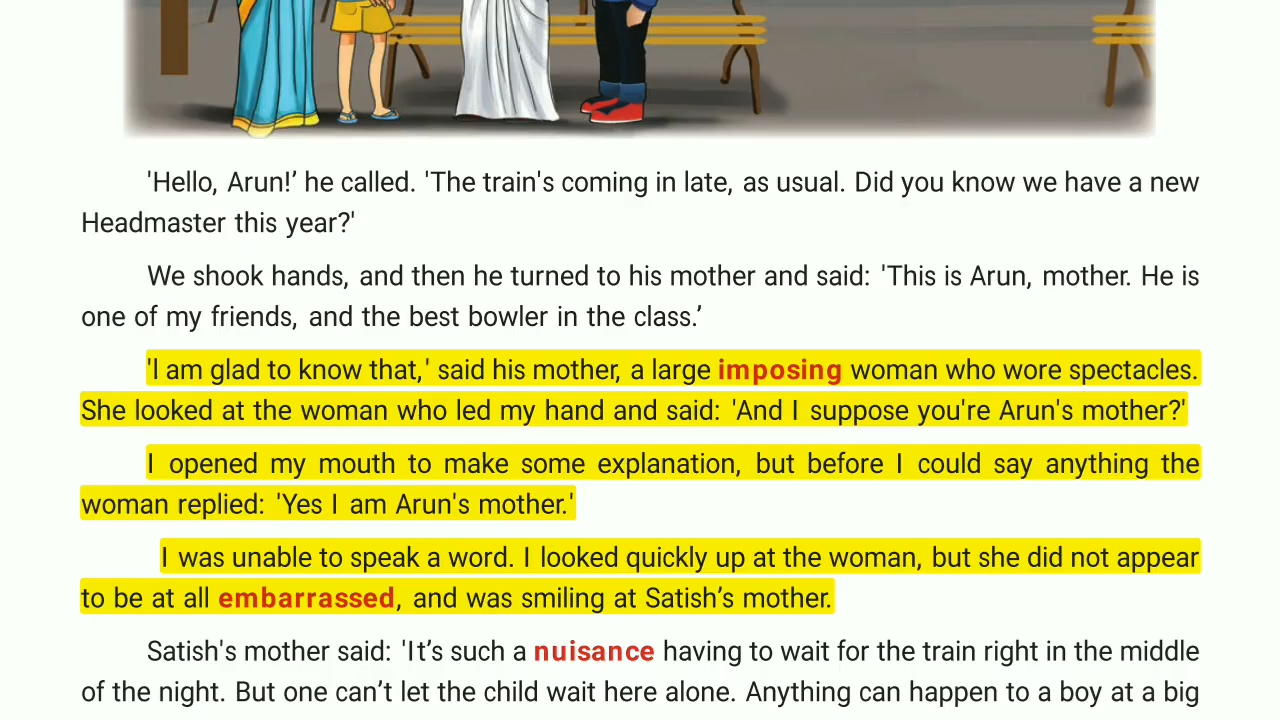 'Hello, Arun!’ he called. 'The train's coming in late, as usual. Did you know we have a new
Headmaster this year?'
We shook hands, and then he turned to his mother and said: 'This is Arun, mother. He is
one of my friends, and the best bowler in the class.’
'I am glad to know that,' said his mother, a large imposing woman who wore spectacles.
She looked at the woman who led my hand and said: 'And I suppose you're Arun's mother?'
I opened my mouth to make some explanation, but before I could say anything the
woman replied: 'Yes I am Arun's mother.'
I was unable to speak a word. I looked quickly up at the woman, but she did not appear
to be at all embarrassed, and was smiling at Satish’s mother.
Satish's mother said: 'It’s such a nuisance having to wait for the train right in the middle
of the night. But one can’t let the child wait here alone. Anything can happen to a boy at a big